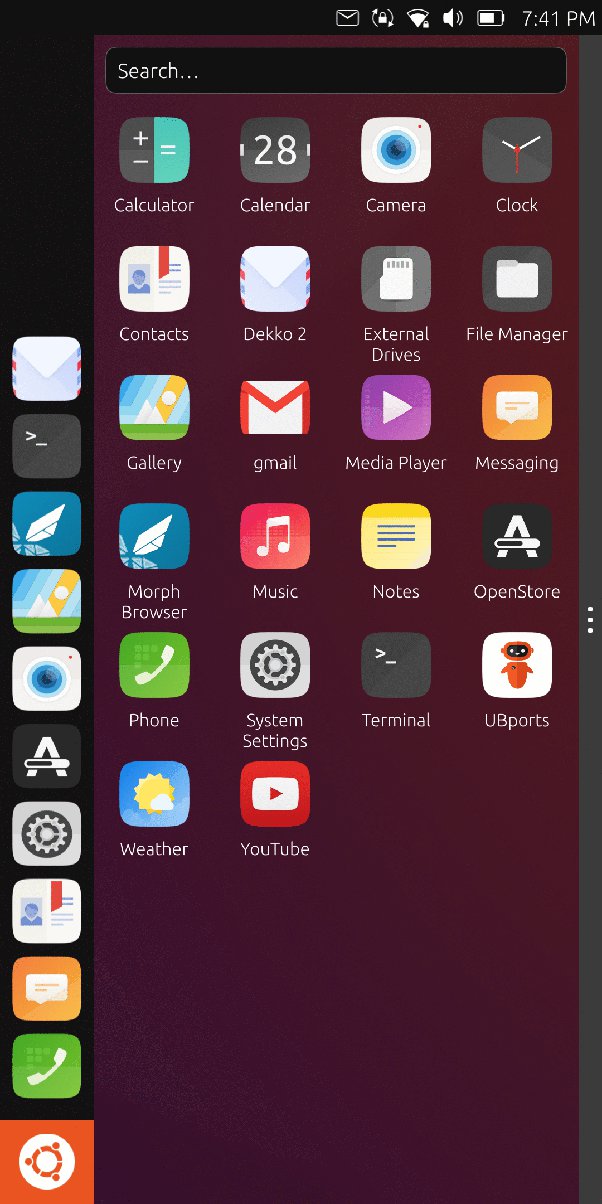 7:41 PM
Search...
28
Calculator
Calendar
Camera
Clock
Contacts
Dekko 2
External
Drives
File Manager
Gallery
gmail
Media Player
Messaging
Morph
Browser
Music
Notes
OpenStore
Phone
System
Settings
Terminal
UBports
Weather
YouTube